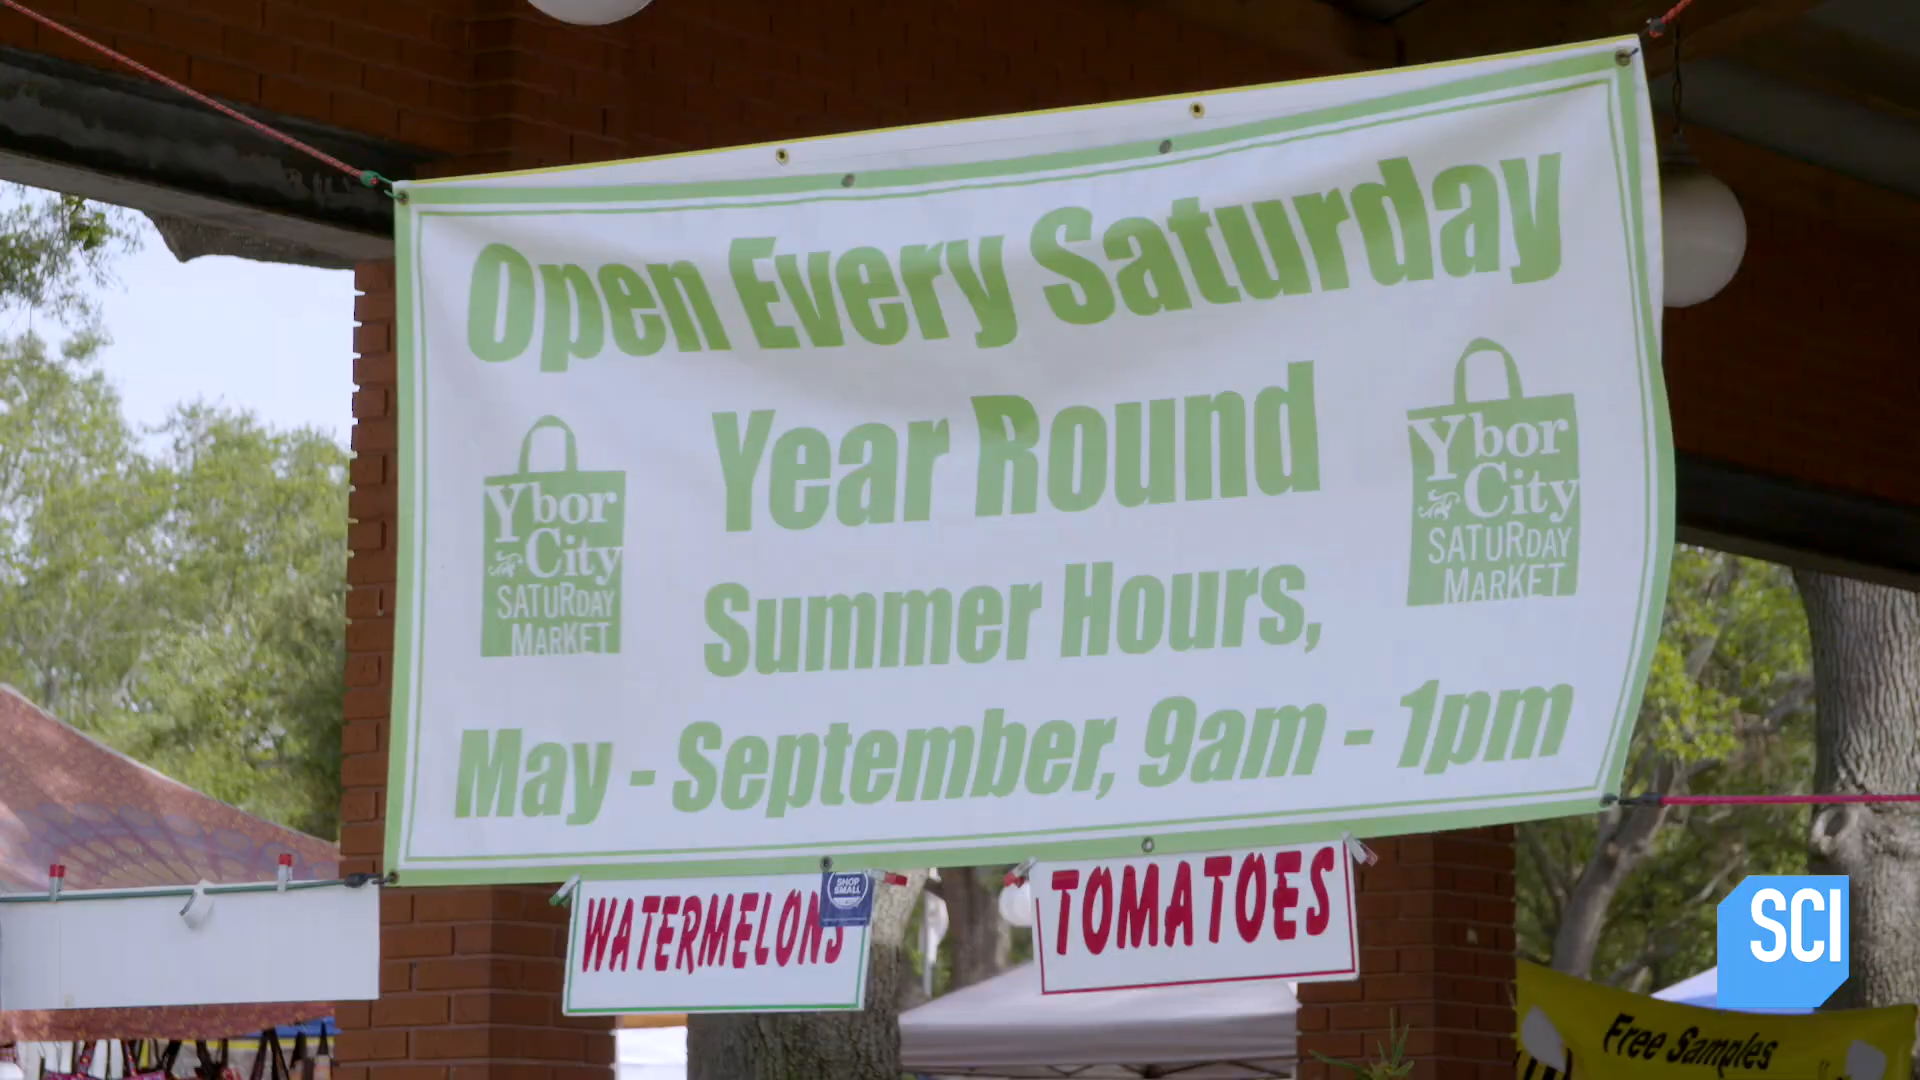 Open Every Saturday
Year Round
Summer Hours,
May - September, 9am - 1pm
Ybor
City
SATURDAY
MARKET
Ybor
City
SATURDAY
MARKET
WATERMELONS
SHOP
SMALL
TOMATOES
SCI
Free Samples